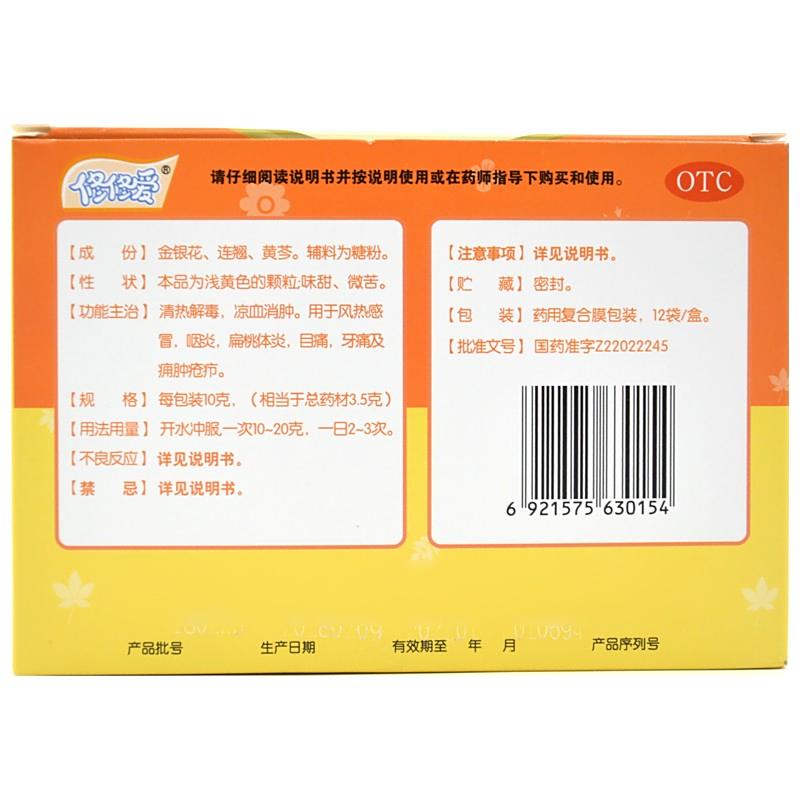 修修爱®
请仔细阅读说明书并按说明使用或在药师指导下购买和使用。
OTC
【成 份】 金银花、连翘、黄芩。辅料为糖粉。
【性 状】 本品为浅黄色的颗粒;味甜、微苦。
【功能主治】 清热解毒，凉血消肿。用于风热感
冒，咽炎，扁桃体炎，目痛，牙痛及
痈肿疮疖。
【规 格】 每包装10克，（相当于总药材3.5克）
【用法用量】 开水冲服,一次10~20克，一日2~3次。
【不良反应】 详见说明书。
【禁 忌】 详见说明书。
【注意事项】 详见说明书。
【贮 藏】 密封。
【包 装】 药用复合膜包装，12袋/盒。
【批准文号】 国药准字Z22022245
6 921575 630154
产品批号 生产日期 有效期至 年 月 产品序列号